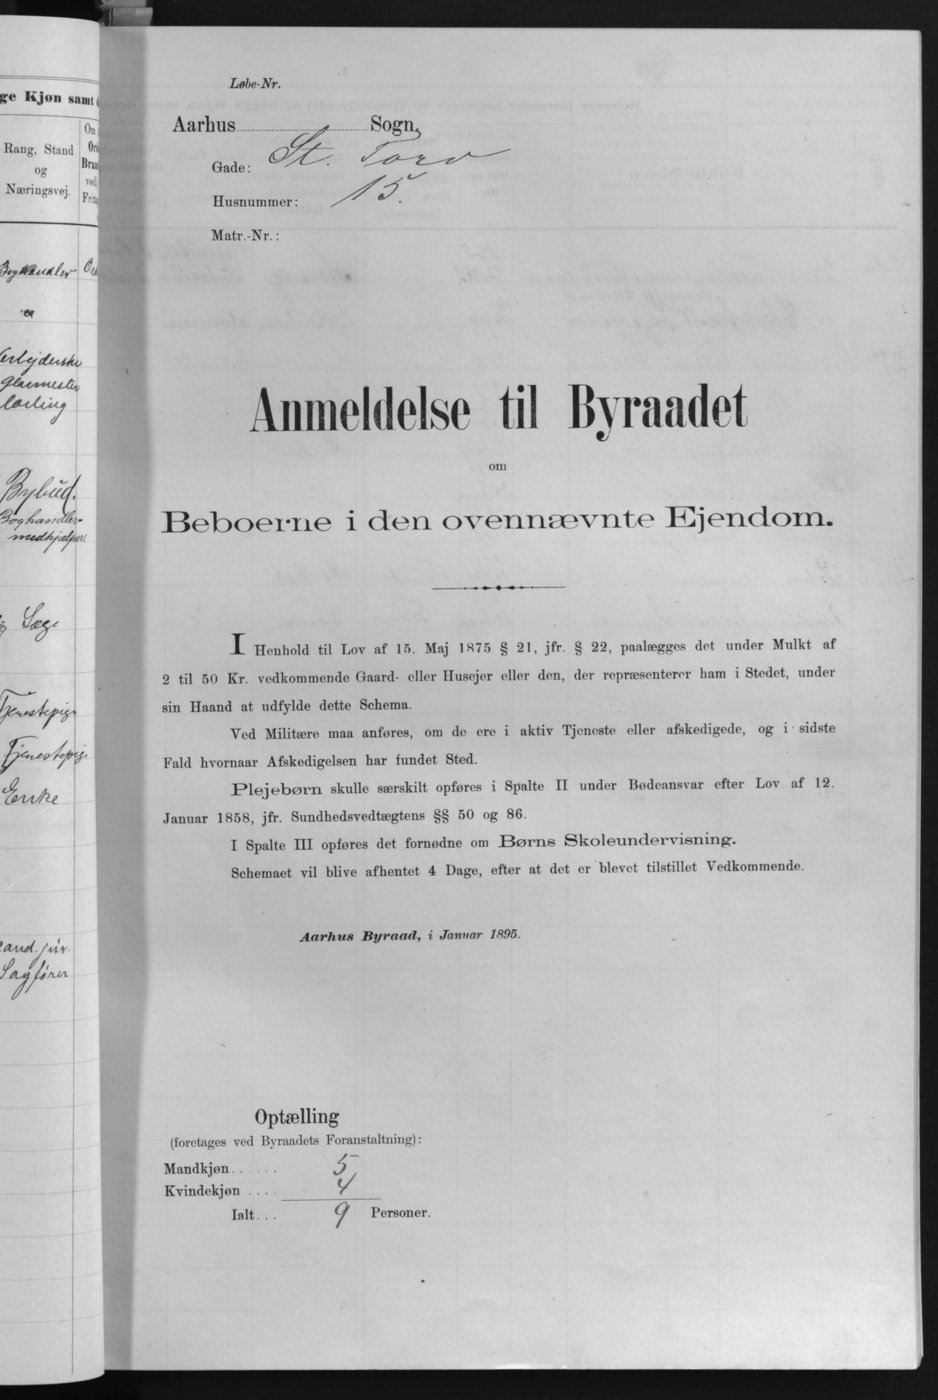 ge Kjøn samt
Rang, Stand
og
Næringsvej.
Om
Boghandler
Arbejderske
Glarmester
lærling
Bybud.
Boghandler-
medhjælper.
Tjenestepige
Tjenestepige
Enke
cand. jur.
Sagfører
Løbe-Nr.
Aarhus Sogn,
Gade: St. Torv
Husnummer: 15.
Matr.-Nr.:
Anmeldelse til Byraadet
om
Beboerne i den ovennævnte Ejendom.
I Henhold til Lov af 15. Maj 1875 § 21, jfr. § 22, paalægges det under Mulkt af
2 til 50 Kr. vedkommende Gaard- eller Husejer eller den, der repræsenterer ham i Stedet, under
sin Haand at udfylde dette Schema.
Ved Militære maa anføres, om de ere i aktiv Tjeneste eller afskedigede, og i sidste
Fald hvornaar Afskedigelsen har fundet Sted.
Plejebørn skulle særskilt opføres i Spalte II under Bødeansvar efter Lov af 12.
Januar 1858, jfr. Sundhedsvedtægtens §§ 50 og 86.
I Spalte III opføres det fornødne om Børns Skoleundervisning.
Schemaet vil blive afhentet 4 Dage, efter at det er blevet tilstillet Vedkommende.
Aarhus Byraad, i Januar 1895.
Optælling
(foretages ved Byraadets Foranstaltning):
Mandkjøn...... 5
Kvindekjøn .... 4
Ialt... 9 Personer.